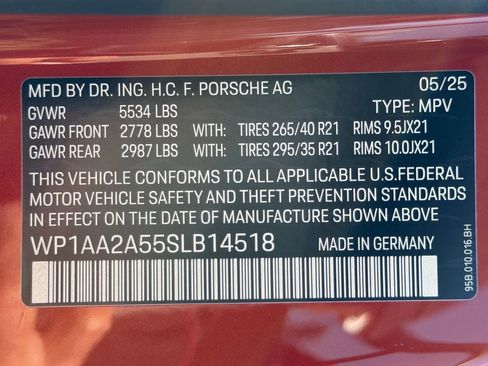 MFD BY DR. ING. H.C. F. PORSCHE AG 05/25
GVWR 5534 LBS TYPE: MPV
GAWR FRONT 2778 LBS WITH: TIRES 265/40 R21 RIMS 9.5JX21
GAWR REAR 2987 LBS WITH: TIRES 295/35 R21 RIMS 10.0JX21
THIS VEHICLE CONFORMS TO ALL APPLICABLE U.S.FEDERAL
MOTOR VEHICLE SAFETY AND THEFT PREVENTION STANDARDS
IN EFFECT ON THE DATE OF MANUFACTURE SHOWN ABOVE
WP1AA2A55SLB14518 MADE IN GERMANY
95B.010.016.BH